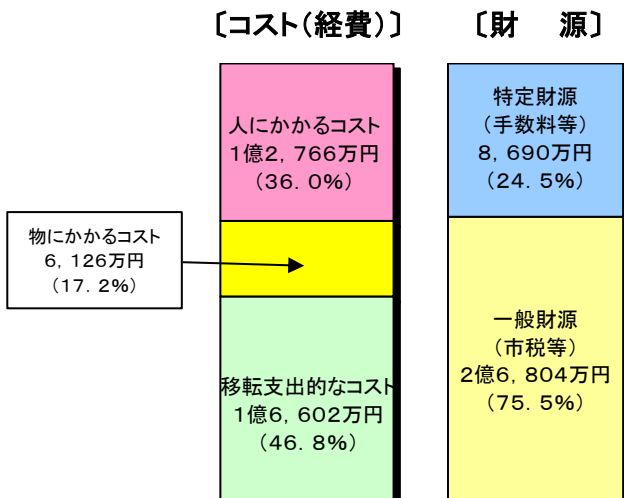 〔コスト(経費)〕
〔財　源〕
人にかかるコスト
1億2，766万円
（36．0%）
物にかかるコスト
6，126万円
（17．2%）
移転支出的なコスト
1億6，602万円
（46．8%）
特定財源
（手数料等）
8，690万円
（24．5%）
一般財源
（市税等）
2億6，804万円
（75．5%）